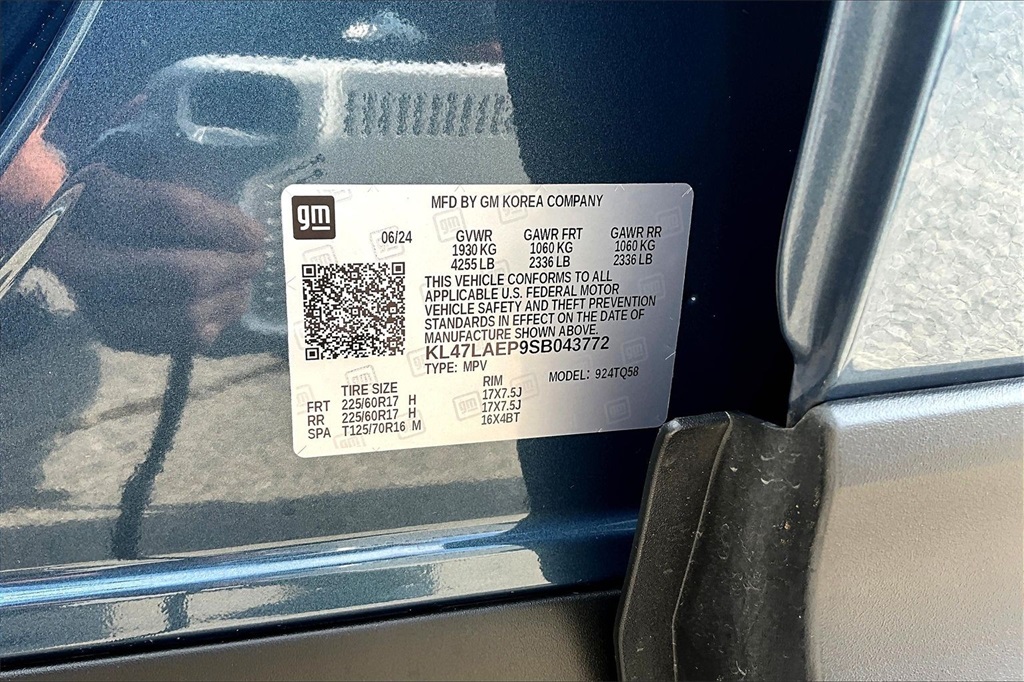 gm
MFD BY GM KOREA COMPANY
06/24 GVWR GAWR FRT GAWR RR
1930 KG 1060 KG 1060 KG
4255 LB 2336 LB 2336 LB
THIS VEHICLE CONFORMS TO ALL
APPLICABLE U.S. FEDERAL MOTOR
VEHICLE SAFETY AND THEFT PREVENTION
STANDARDS IN EFFECT ON THE DATE OF
MANUFACTURE SHOWN ABOVE.
KL47LAEP9SB043772
TYPE: MPV MODEL: 924TQ58
TIRE SIZE RIM
FRT 225/60R17 H 17X7.5J
RR 225/60R17 H 17X7.5J
SPA T125/70R16 M 16X4BT